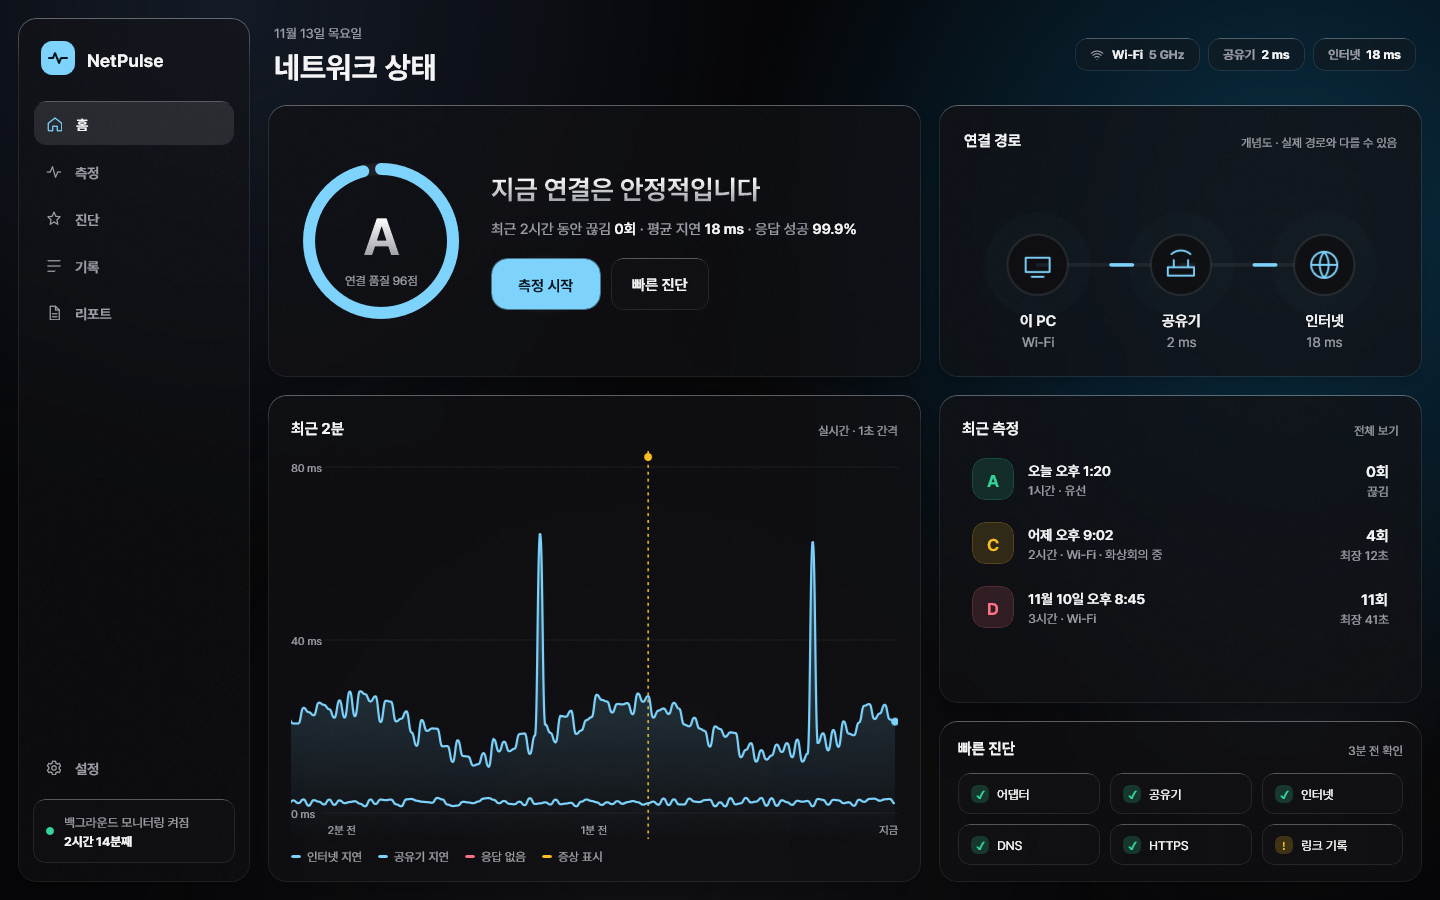 NetPulse
홈
측정
진단
기록
리포트
설정
백그라운드 모니터링 켜짐
2시간 14분째
11월 13일 목요일
네트워크 상태
Wi-Fi 5 GHz
공유기 2 ms
인터넷 18 ms
A
연결 품질 96점
지금 연결은 안정적입니다
최근 2시간 동안 끊김 0회 · 평균 지연 18 ms · 응답 성공 99.9%
측정 시작
빠른 진단
연결 경로
개념도 · 실제 경로와 다를 수 있음
이 PC
Wi-Fi
공유기
2 ms
인터넷
18 ms
최근 2분
실시간 · 1초 간격
80 ms
40 ms
0 ms
2분 전
1분 전
지금
인터넷 지연
공유기 지연
응답 없음
증상 표시
최근 측정
전체 보기
A
오늘 오후 1:20
1시간 · 유선
0회
끊김
C
어제 오후 9:02
2시간 · Wi-Fi · 화상회의 중
4회
최장 12초
D
11월 10일 오후 8:45
3시간 · Wi-Fi
11회
최장 41초
빠른 진단
3분 전 확인
어댑터
공유기
인터넷
DNS
HTTPS
! 링크 기록